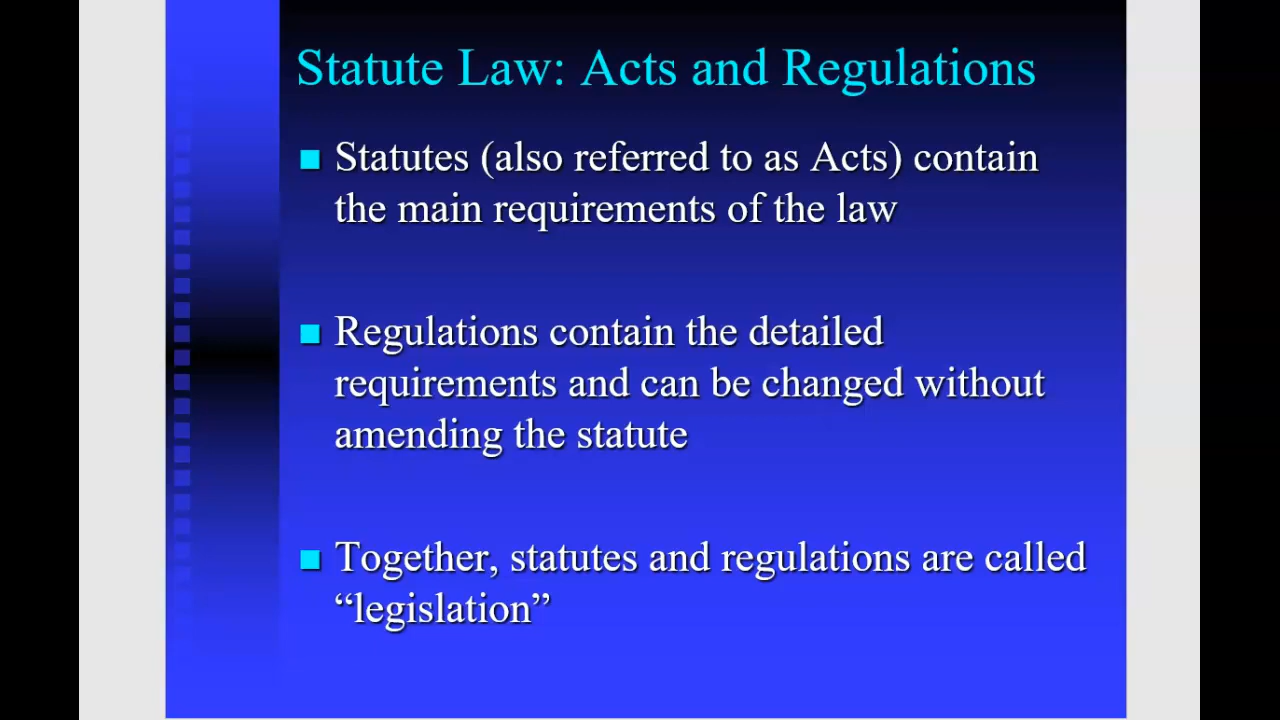 Statute Law: Acts and Regulations
Statutes (also referred to as Acts) contain
the main requirements of the law
Regulations contain the detailed
requirements and can be changed without
amending the statute
Together, statutes and regulations are called
“legislation”